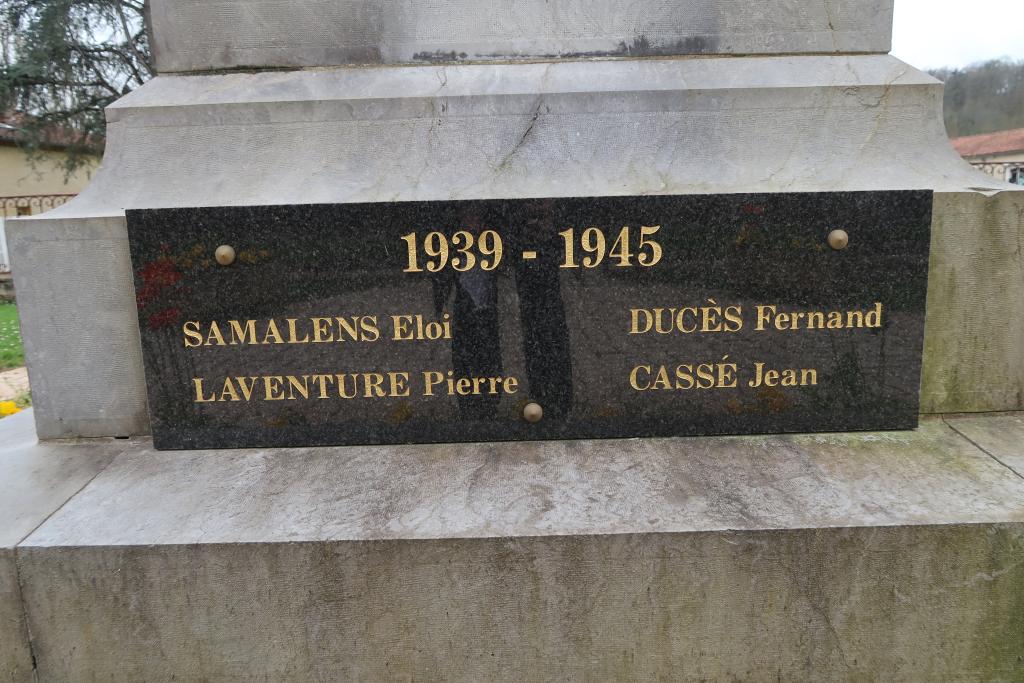 1939 - 1945
SAMALENS Eloi
LAVENTURE Pierre
DUCÈS Fernand
CASSÉ Jean